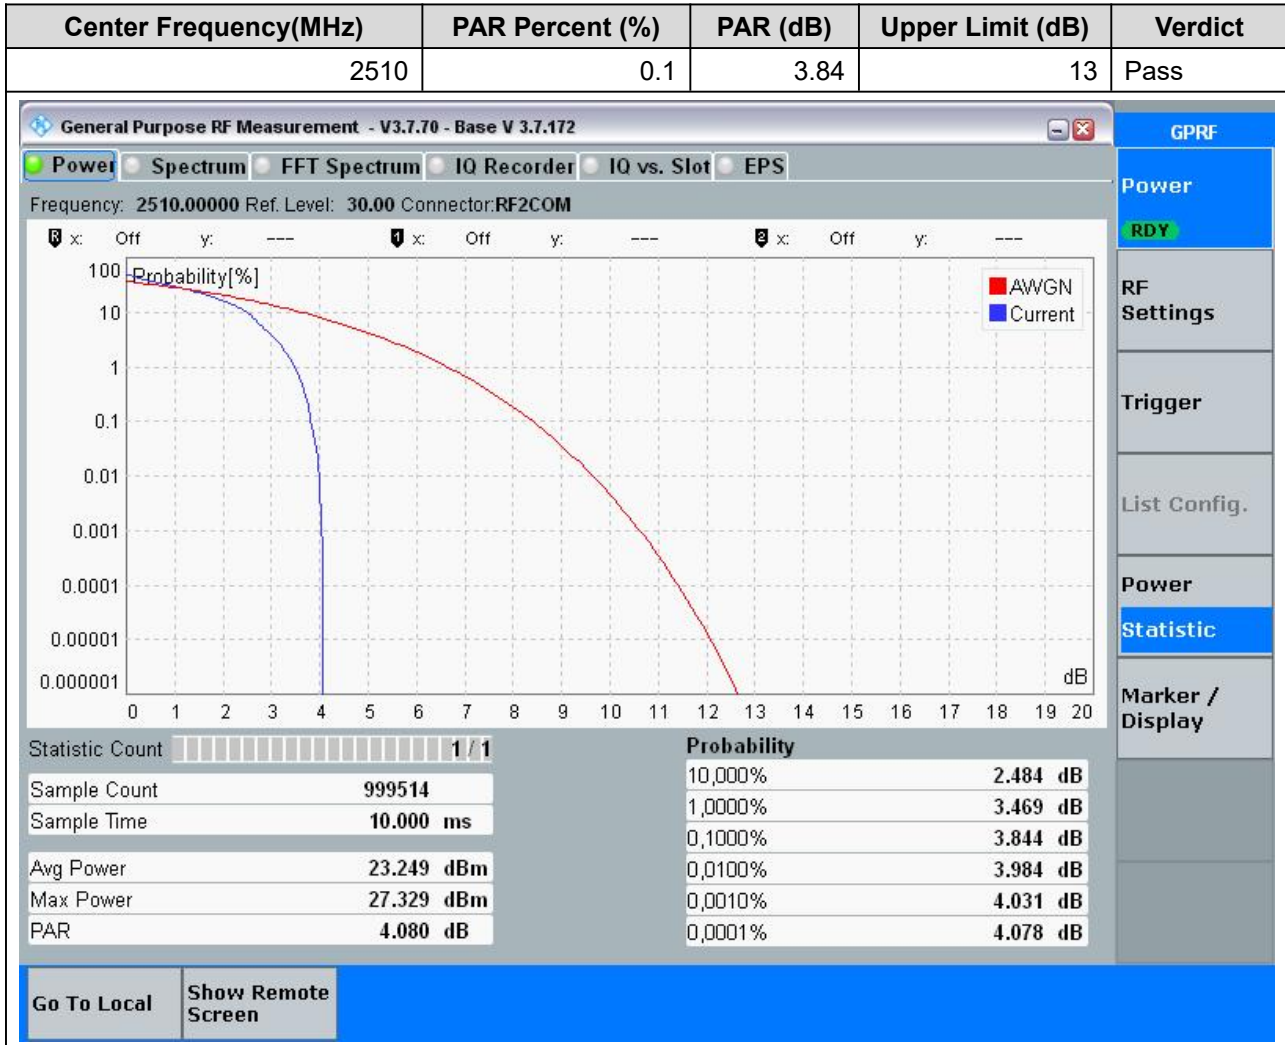 Center Frequency(MHz) PAR Percent (%) PAR (dB) Upper Limit (dB) Verdict
2510 0.1 3.84 13 Pass
General Purpose RF Measurement - V3.7.70 - Base V 3.7.172
GPRF
Power Spectrum FFT Spectrum IQ Recorder IQ vs. Slot EPS
Frequency: 2510.00000 Ref. Level: 30.00 Connector:RF2COM
R x: Off y: --- 1 x: Off y: --- 2 x: Off y: ---
Probability[%]
100
10
1
0.1
0.01
0.001
0.0001
0.00001
0.000001
AWGN
Current
dB
0 1 2 3 4 5 6 7 8 9 10 11 12 13 14 15 16 17 18 19 20
Statistic Count 1 / 1
Sample Count 999514
Sample Time 10.000 ms
Avg Power 23.249 dBm
Max Power 27.329 dBm
PAR 4.080 dB
Probability
10,000% 2.484 dB
1,0000% 3.469 dB
0,1000% 3.844 dB
0,0100% 3.984 dB
0,0010% 4.031 dB
0,0001% 4.078 dB
Power
RDY
RF
Settings
Trigger
List Config.
Power
Statistic
Marker /
Display
Go To Local
Show Remote
Screen